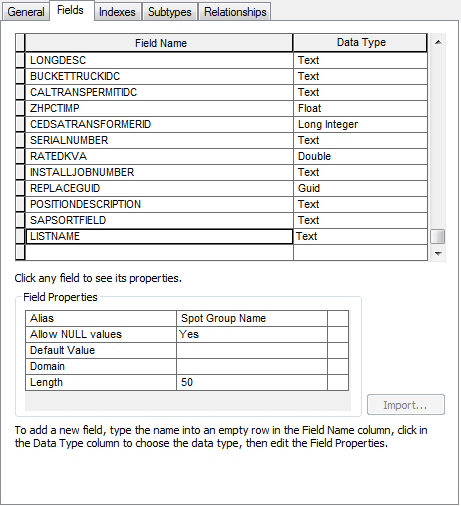 General Fields Indexes Subtypes Relationships
Field Name Data Type
LONGDESC Text
BUCKETTRUCKIDC Text
CALTRANSPERMITIDC Text
ZHPCTIMP Float
CEDSATRANSFORMERID Long Integer
SERIALNUMBER Text
RATEDKVA Double
INSTALLJOBNUMBER Text
REPLACEGUID Guid
POSITIONDESCRIPTION Text
SAPSORTFIELD Text
LISTNAME Text
Click any field to see its properties.
Field Properties
Alias Spot Group Name
Allow NULL values Yes
Default Value
Domain
Length 50
Import...
To add a new field, type the name into an empty row in the Field Name column, click in
the Data Type column to choose the data type, then edit the Field Properties.